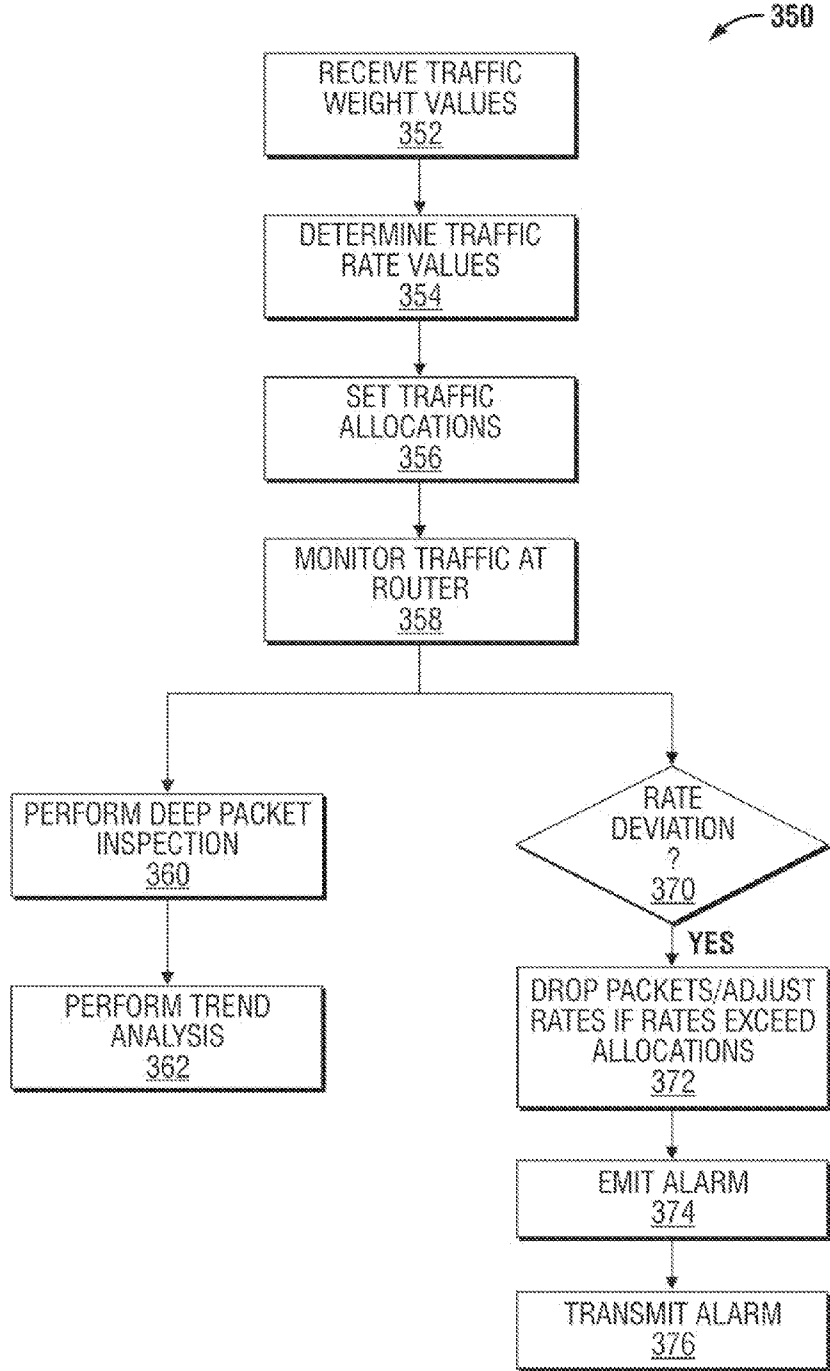 350
RECEIVE TRAFFIC
WEIGHT VALUES
352
DETERMINE TRAFFIC
RATE VALUES
354
SET TRAFFIC
ALLOCATIONS
356
MONITOR TRAFFIC AT
ROUTER
358
PERFORM DEEP PACKET
INSPECTION
360
PERFORM TREND
ANALYSIS
362
RATE
DEVIATION
?
370
YES
DROP PACKETS/ADJUST
RATES IF RATES EXCEED
ALLOCATIONS
372
EMIT ALARM
374
TRANSMIT ALARM
376